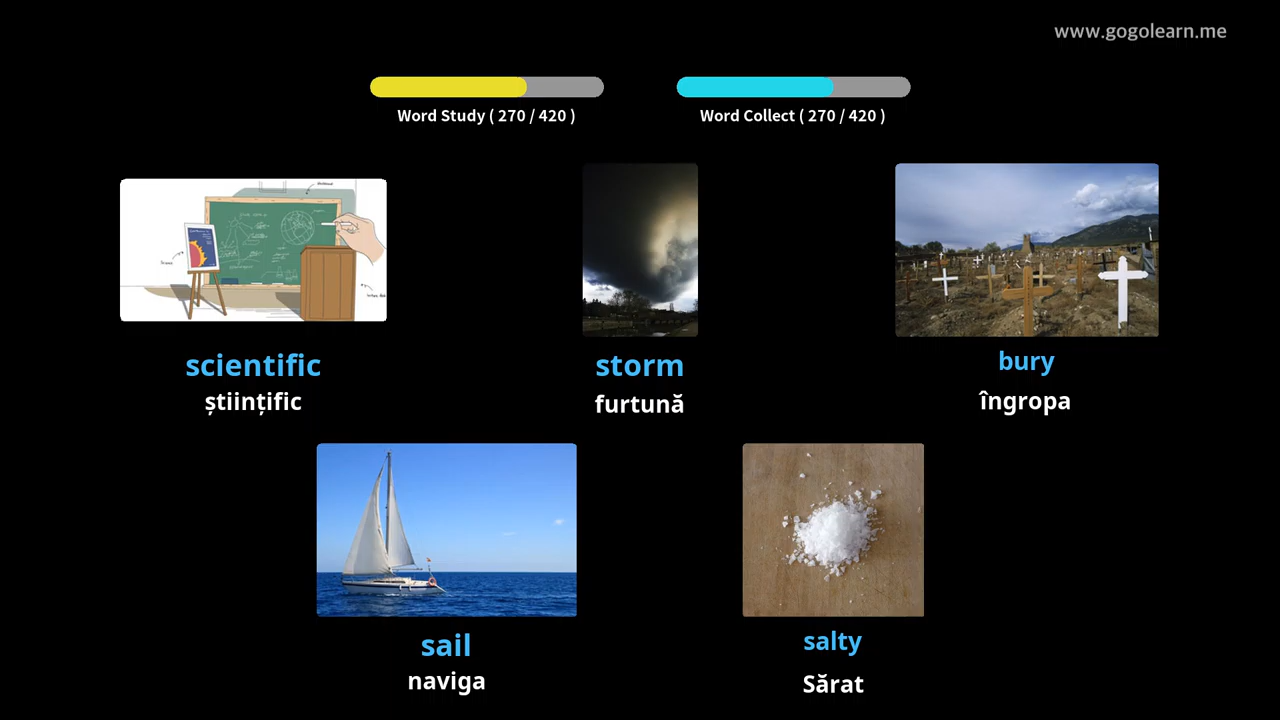 www.gogolearn.me
Word Study ( 270 / 420 )
Word Collect ( 270 / 420 )
scientific
științific
storm
furtună
bury
îngropa
sail
naviga
salty
Sărat